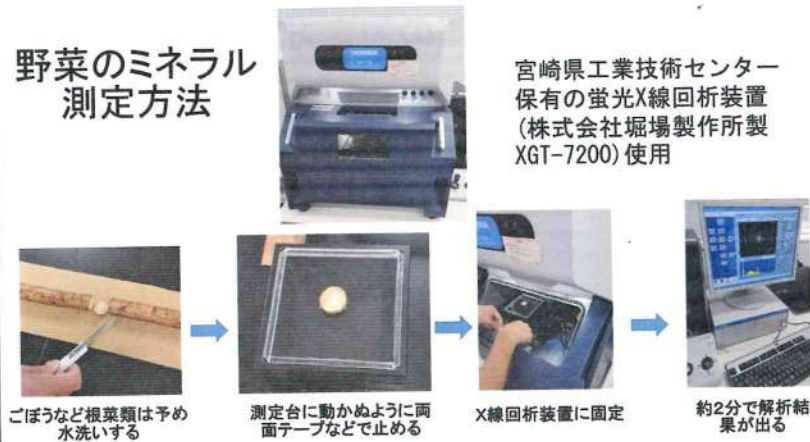 野菜のミネラル
測定方法
宮崎県工業技術センター
保有の蛍光X線回析装置
(株式会社堀場製作所製
XGT-7200)使用
ごぼうなど根菜類は予め
水洗いする
測定台に動かぬように両
面テープなどで止める
X線回析装置に固定
約2分で解析結
果が出る